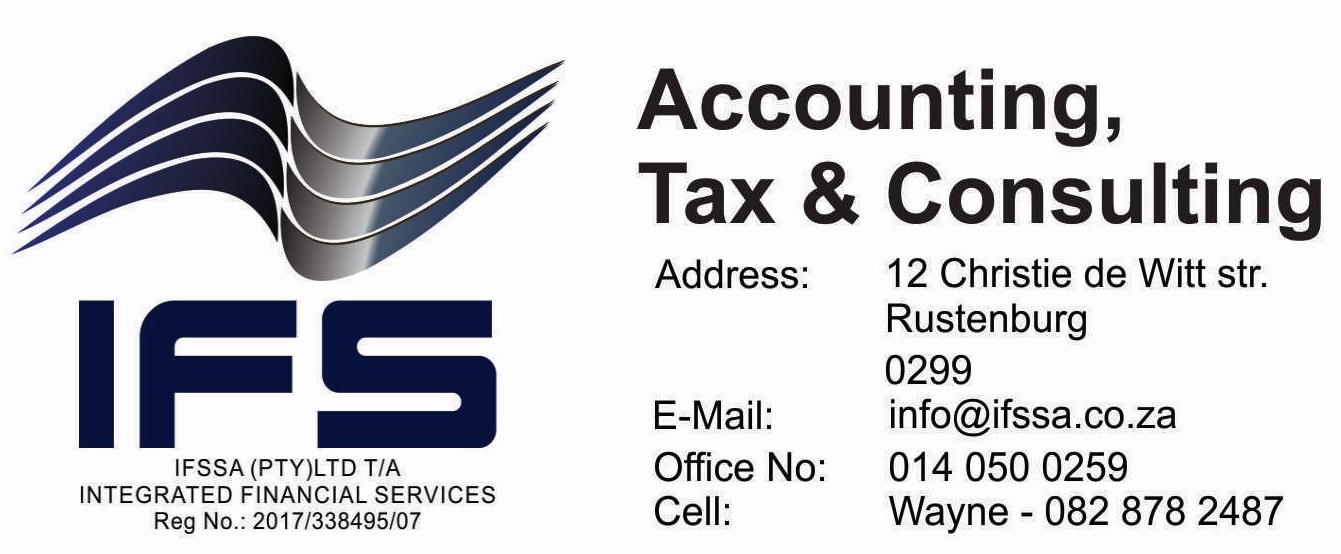 IFS
IFSSA (PTY)LTD T/A
INTEGRATED FINANCIAL SERVICES
Reg No.: 2017/338495/07
Accounting,
Tax & Consulting
Address: 12 Christie de Witt str.
Rustenburg
0299
E-Mail: info@ifssa.co.za
Office No: 014 050 0259
Cell: Wayne - 082 878 2487